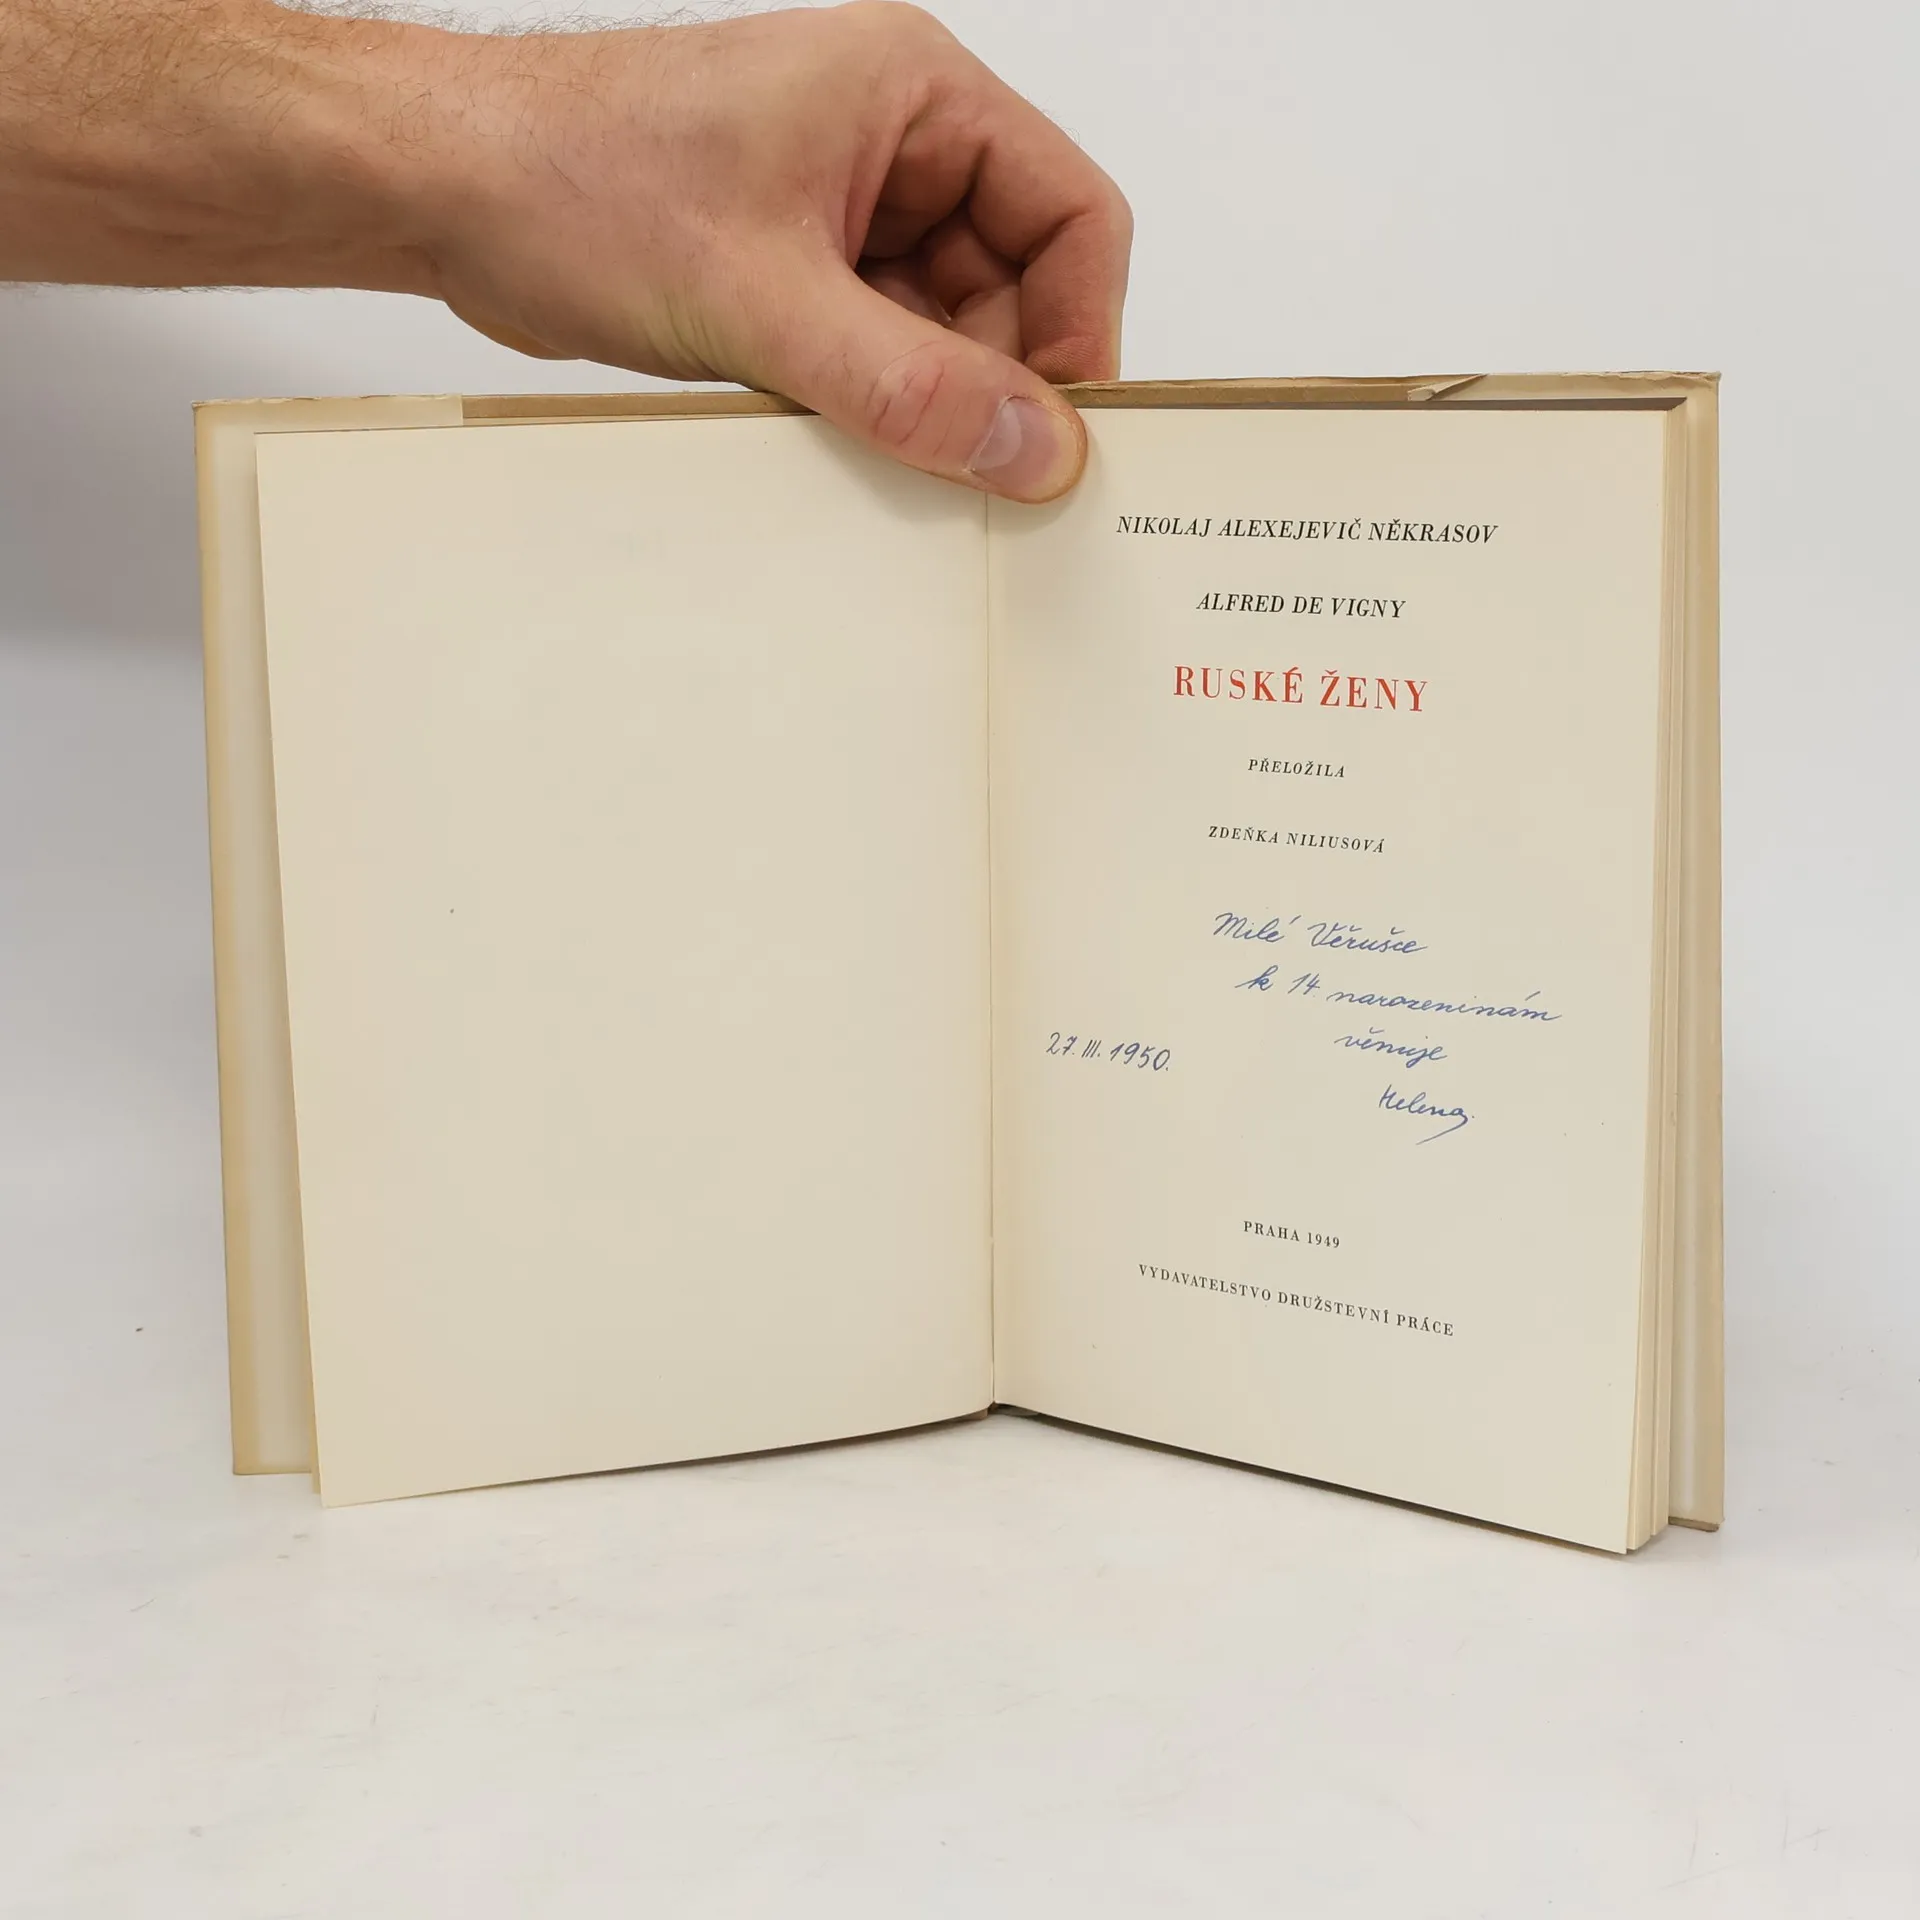 NIKOLAJ ALEXEJEVIČ NĚKRASOV
ALFRED DE VIGNY
RUSKÉ ŽENY
PŘELOŽILA
ZDEŇKA NILIUSOVÁ
Milé Věrušce
k 14. narozeninám
věnuje
27. III. 1950.
Helena.
PRAHA 1949
VYDAVATELSTVO DRUŽSTEVNÍ PRÁCE